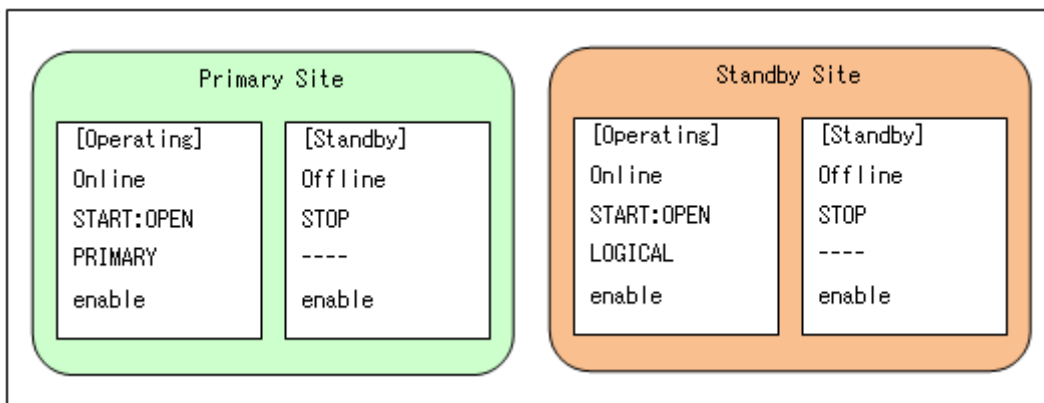 Primary Site
[Operating]
Online
START:OPEN
PRIMARY
enable
[Standby]
Offline
STOP
----
enable
Standby Site
[Operating]
Online
START:OPEN
LOGICAL
enable
[Standby]
Offline
STOP
----
enable